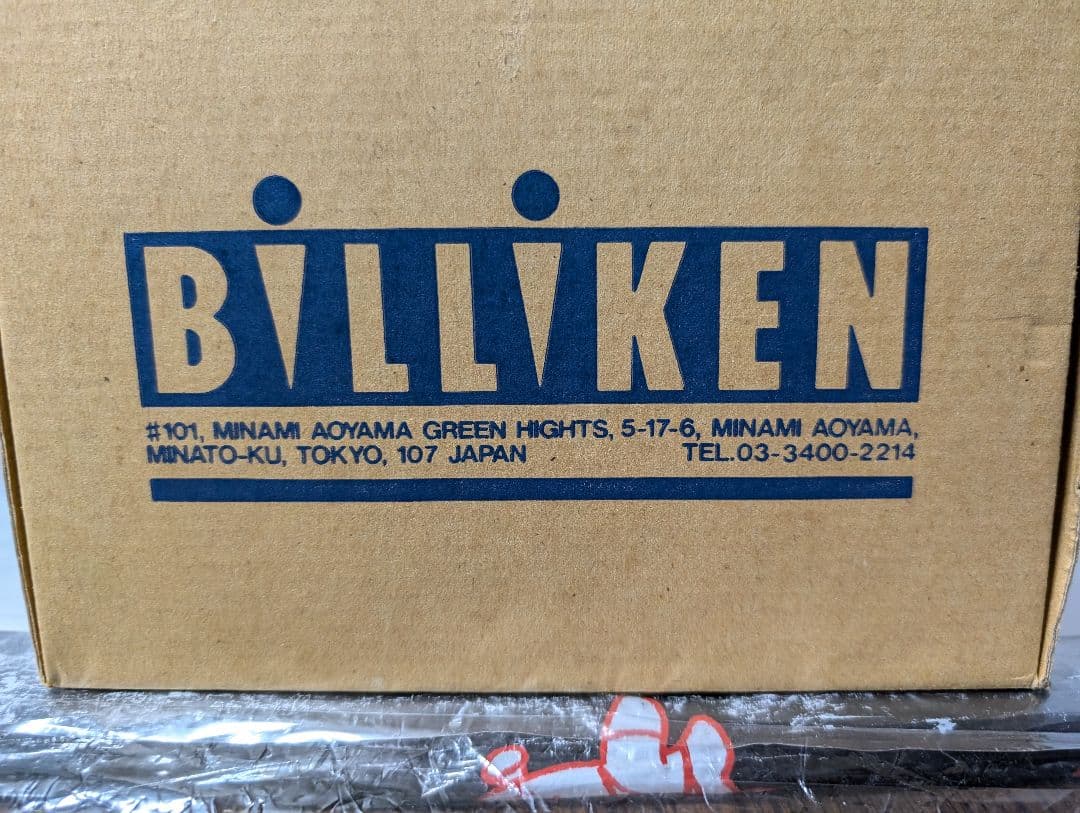 BiLLiKEN
#101, MINAMI AOYAMA GREEN HIGHTS, 5-17-6, MINAMI AOYAMA,
MINATO-KU, TOKYO, 107 JAPAN TEL.03-3400-2214